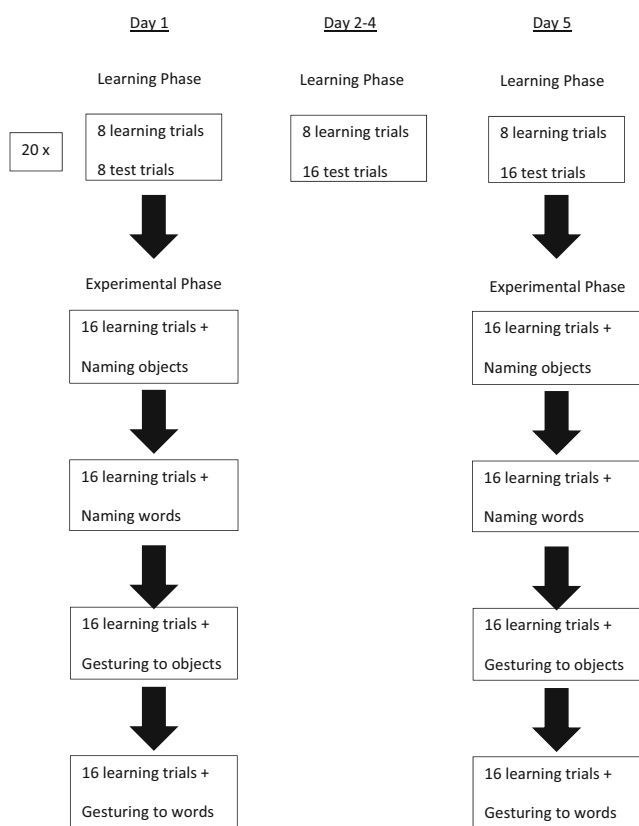 Day 1
Day 2-4
Day 5
Learning Phase
Learning Phase
Learning Phase
20 x
8 learning trials
8 test trials
8 learning trials
16 test trials
8 learning trials
16 test trials
Experimental Phase
Experimental Phase
16 learning trials +
Naming objects
16 learning trials +
Naming objects
16 learning trials +
Naming words
16 learning trials +
Naming words
16 learning trials +
Gesturing to objects
16 learning trials +
Gesturing to objects
16 learning trials +
Gesturing to words
16 learning trials +
Gesturing to words